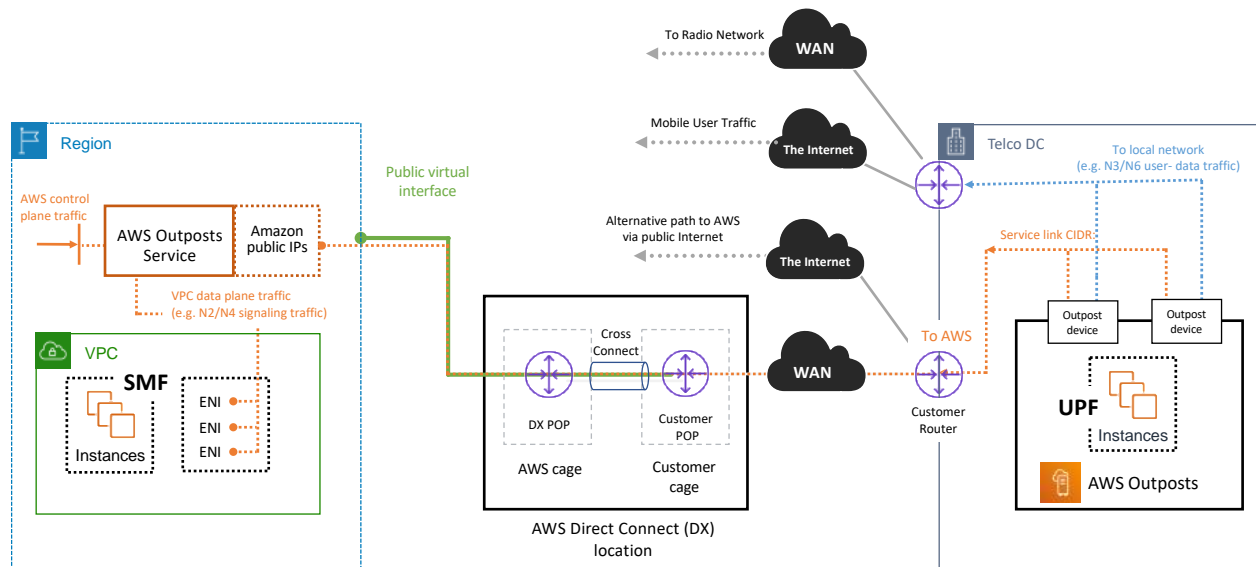 To Radio Network
WAN
Mobile User Traffic
The Internet
Region
Telco DC
To local network
(e.g. N3/N6 user- data traffic)
Public virtual
interface
AWS control
plane traffic
AWS Outposts
Service
Amazon
public IPs
Alternative path to AWS
via public Internet
The Internet
Service link CIDR:
VPC data plane traffic
(e.g. N2/N4 signaling traffic)
Outpost
device
Outpost
device
VPC
SMF
Instances
ENI
ENI
ENI
Cross
Connect
DX POP
Customer
POP
AWS cage
Customer
cage
AWS Direct Connect (DX)
location
WAN
To AWS
Customer
Router
UPF
Instances
AWS Outposts